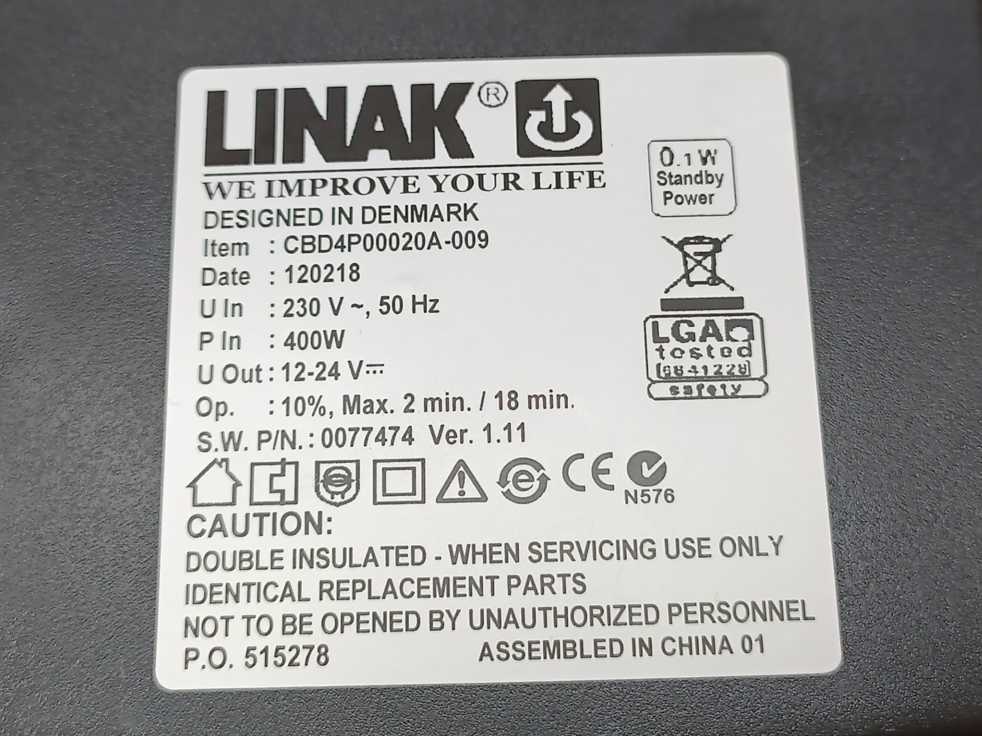 LINAK®
WE IMPROVE YOUR LIFE
DESIGNED IN DENMARK
Item : CBD4P00020A-009
Date : 120218
U In : 230 V ~, 50 Hz
P In : 400W
U Out : 12-24 V⎓
Op. : 10%, Max. 2 min. / 18 min.
S.W. P/N. : 0077474 Ver. 1.11
0.1 W
Standby
Power
LGA
tested
safety
CE
N576
CAUTION:
DOUBLE INSULATED - WHEN SERVICING USE ONLY
IDENTICAL REPLACEMENT PARTS
NOT TO BE OPENED BY UNAUTHORIZED PERSONNEL
P.O. 515278 ASSEMBLED IN CHINA 01